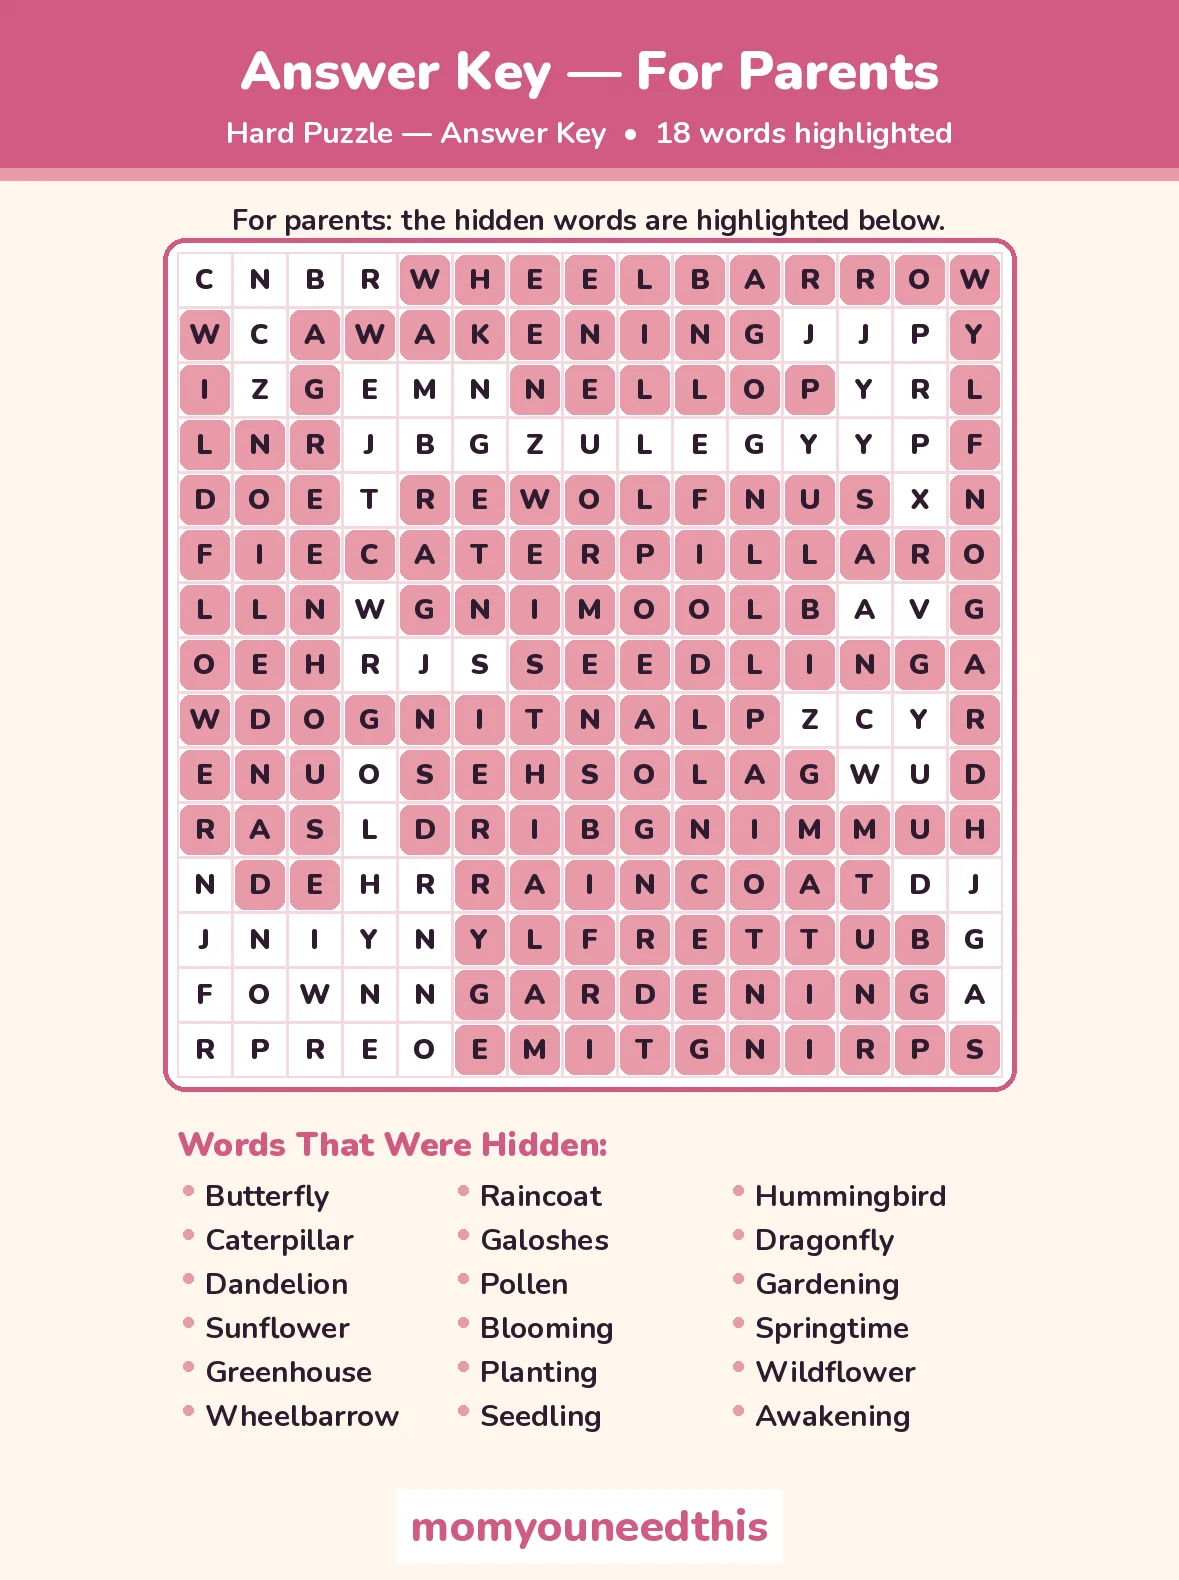 Answer Key — For Parents
Hard Puzzle — Answer Key • 18 words highlighted
For parents: the hidden words are highlighted below.
C N B R W H E E L B A R R O W
W C A W A K E N I N G J J P Y
I Z G E M N N E L L O P Y R L
L N R J B G Z U L E G Y Y P F
D O E T R E W O L F N U S X N
F I E C A T E R P I L L A R O
L L N W G N I M O O L B A V G
O E H R J S S E E D L I N G A
W D O G N I T N A L P Z C Y R
E N U O S E H S O L A G W U D
R A S L D R I B G N I M M U H
N D E H R R A I N C O A T D J
J N I Y N Y L F R E T T U B G
F O W N N G A R D E N I N G A
R P R E O E M I T G N I R P S
Words That Were Hidden:
• Butterfly • Raincoat • Hummingbird
• Caterpillar • Galoshes • Dragonfly
• Dandelion • Pollen • Gardening
• Sunflower • Blooming • Springtime
• Greenhouse • Planting • Wildflower
• Wheelbarrow • Seedling • Awakening
momyouneedthis